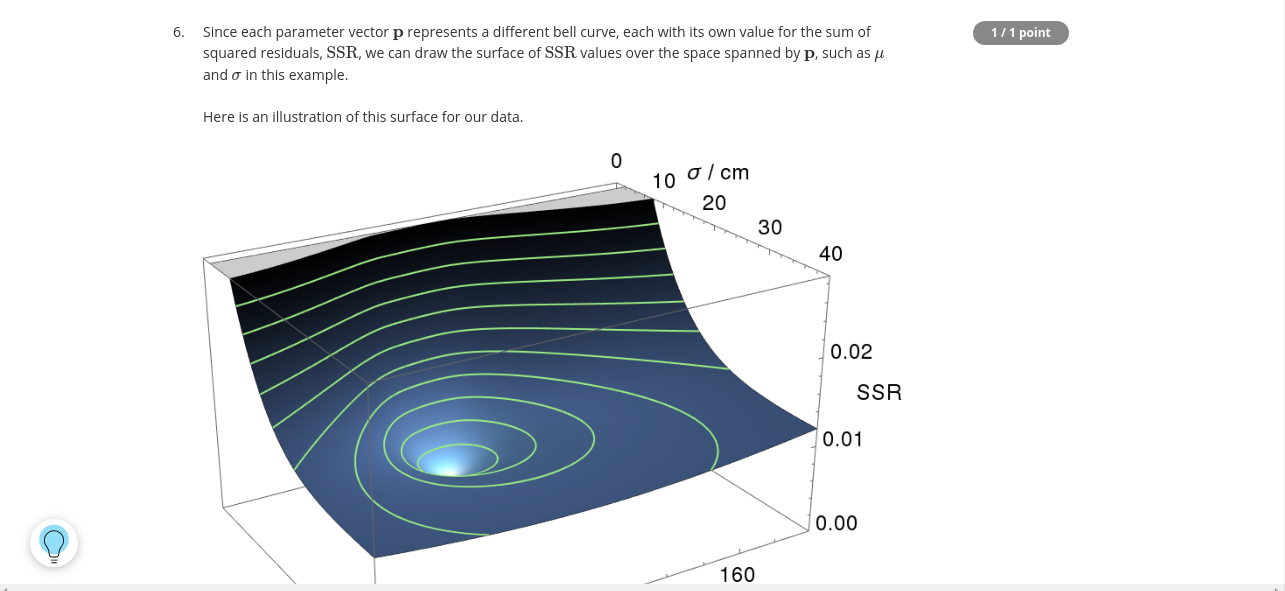 6. Since each parameter vector p represents a different bell curve, each with its own value for the sum of
squared residuals, SSR, we can draw the surface of SSR values over the space spanned by p, such as μ
and σ in this example.
1 / 1 point
Here is an illustration of this surface for our data.
0
10 σ / cm
20
30
40
0.02
SSR
0.01
0.00
160